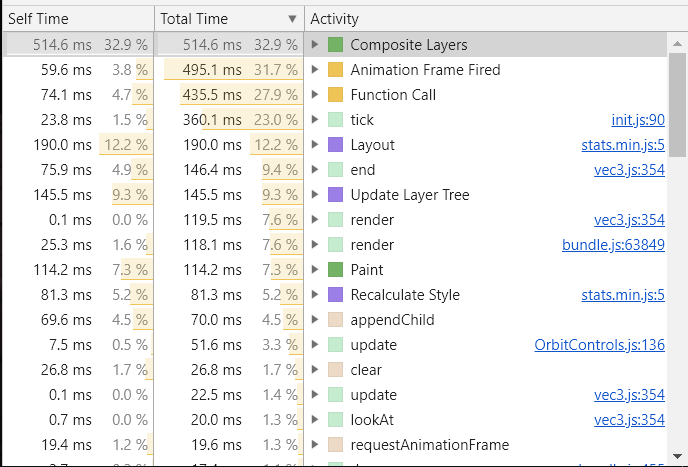 Self Time Total Time ▼ Activity
514.6 ms 32.9 % 514.6 ms 32.9 % Composite Layers
59.6 ms 3.8 % 495.1 ms 31.7 % Animation Frame Fired
74.1 ms 4.7 % 435.5 ms 27.9 % Function Call
23.8 ms 1.5 % 360.1 ms 23.0 % tick init.js:90
190.0 ms 12.2 % 190.0 ms 12.2 % Layout stats.min.js:5
75.9 ms 4.9 % 146.4 ms 9.4 % end vec3.js:354
145.5 ms 9.3 % 145.5 ms 9.3 % Update Layer Tree
0.1 ms 0.0 % 119.5 ms 7.6 % render vec3.js:354
25.3 ms 1.6 % 118.1 ms 7.6 % render bundle.js:63849
114.2 ms 7.3 % 114.2 ms 7.3 % Paint
81.3 ms 5.2 % 81.3 ms 5.2 % Recalculate Style stats.min.js:5
69.6 ms 4.5 % 70.0 ms 4.5 % appendChild
7.5 ms 0.5 % 51.6 ms 3.3 % update OrbitControls.js:136
26.8 ms 1.7 % 26.8 ms 1.7 % clear
0.1 ms 0.0 % 22.5 ms 1.4 % update vec3.js:354
0.7 ms 0.0 % 20.0 ms 1.3 % lookAt vec3.js:354
19.4 ms 1.2 % 19.6 ms 1.3 % requestAnimationFrame